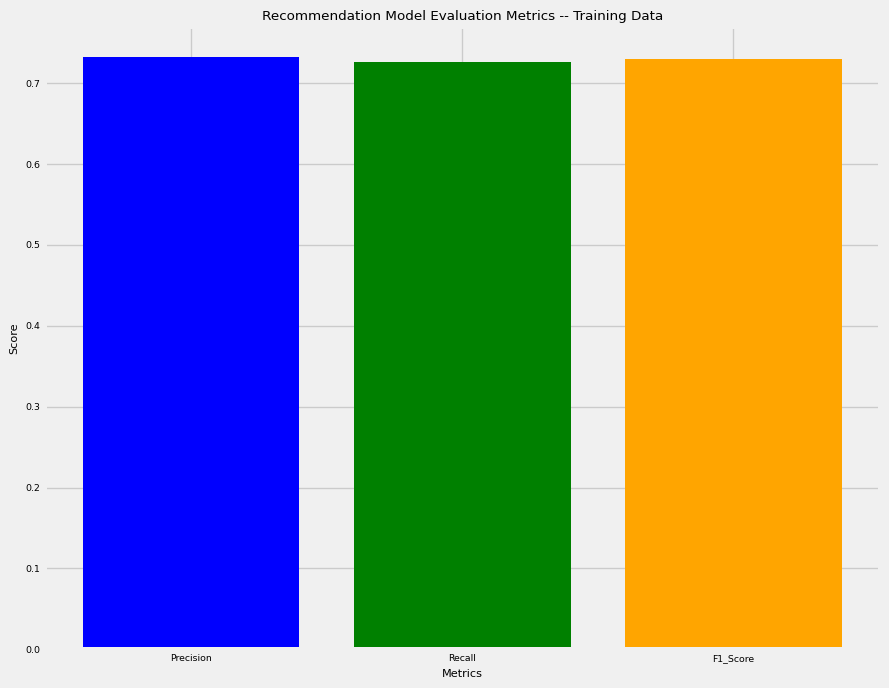 Recommendation Model Evaluation Metrics -- Training Data
Score
0.7
0.6
0.5
0.4
0.3
0.2
0.1
0.0
Precision
Recall
F1_Score
Metrics